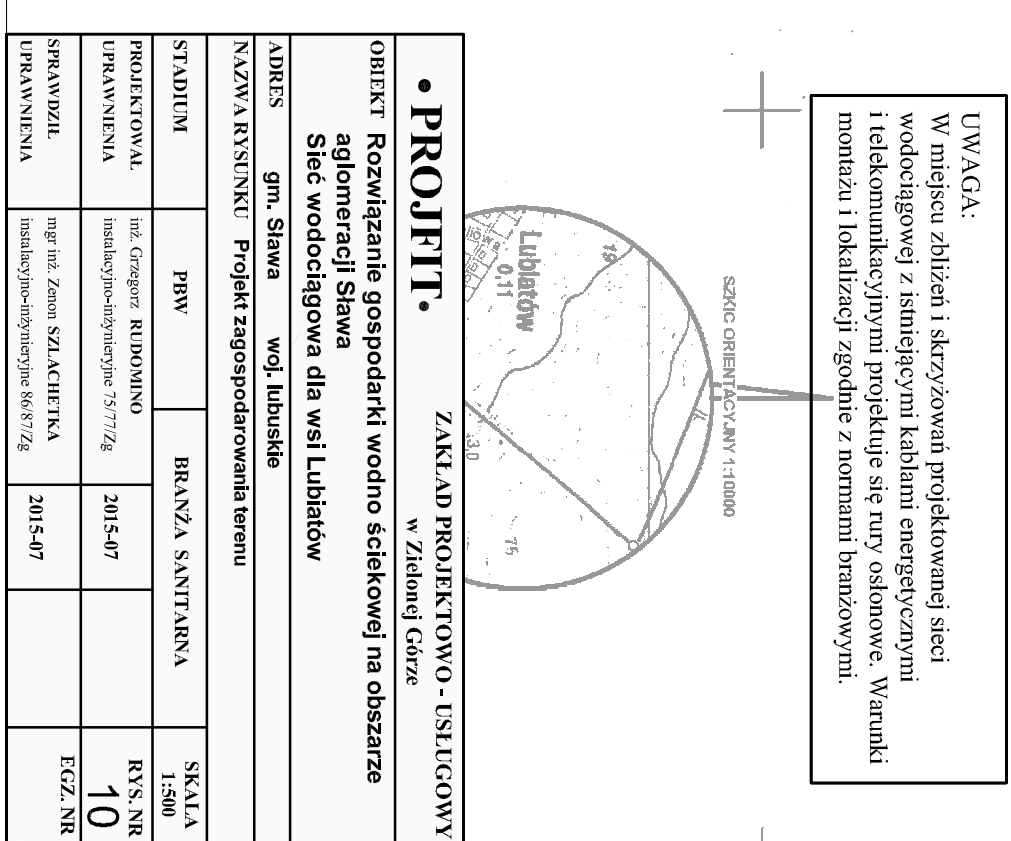 UWAGA:
W miejscu zbliżeń i skrzyżowań projektowanej sieci
wodociągowej z istniejącymi kablami energetycznymi
i telekomunikacyjnymi projektuje się rury osłonowe. Warunki
montażu i lokalizacji zgodnie z normami branżowymi.
SZKIC ORIENTACYJNY 1:10000
Lubiatów
0,11
75
• PROJFIT•
ZAKŁAD PROJEKTOWO - USŁUGOWY
w Zielonej Górze
OBIEKT Rozwiązanie gospodarki wodno ściekowej na obszarze
aglomeracji Sława
Sieć wodociągowa dla wsi Lubiatów
ADRES gm. Sława woj. lubuskie
NAZWA RYSUNKU Projekt zagospodarowania terenu
STADIUM PBW BRANŻA SANITARNA SKALA
1:500
PROJEKTOWAŁ inż. Grzegorz RUDOMINO 2015-07 RYS. NR
UPRAWNIENIA instalacyjno-inżynieryjne 75/77/Zg 10
SPRAWDZIŁ mgr inż. Zenon SZLACHETKA 2015-07 EGZ. NR
UPRAWNIENIA instalacyjno-inżynieryjne 86/87/Zg